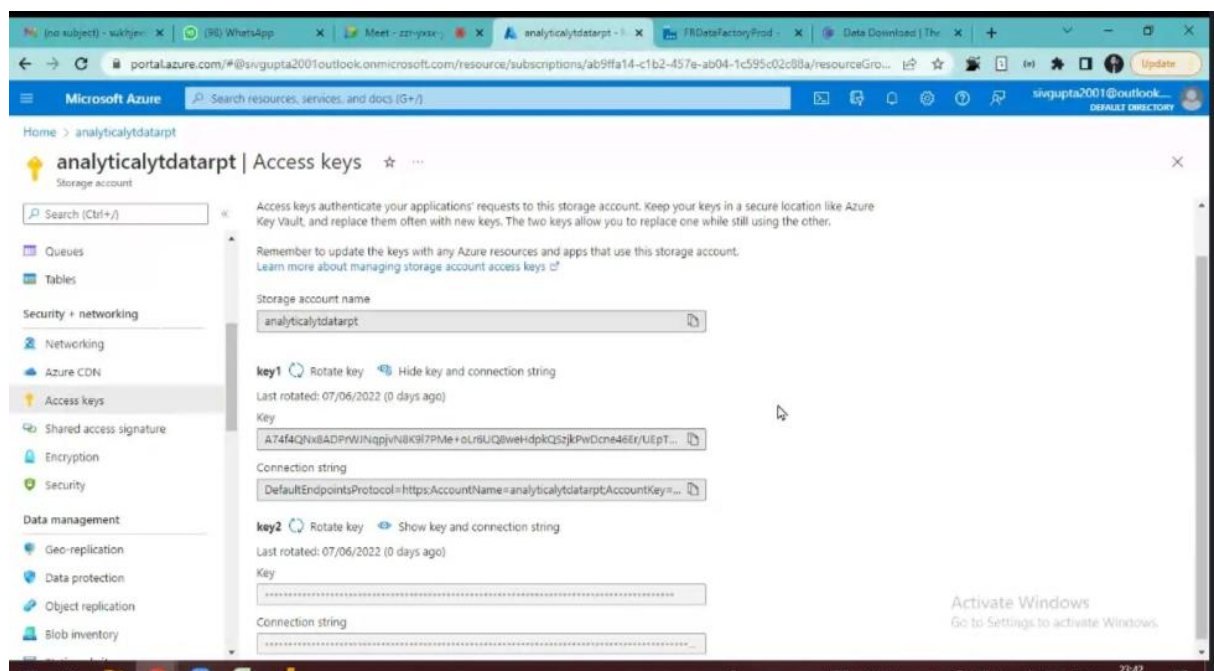 (no subject) - sukhjee
(90) WhatsApp
Meet - zzr-yxsx-j
analyticalytdatarpt -
FRDataFactoryProd -
Data Download | The
portal.azure.com/#@sivgupta2001outlook.onmicrosoft.com/resource/subscriptions/ab9ffa14-c1b2-457e-ab04-1c595c02c88a/resourceGro...
Update
Microsoft Azure
Search resources, services, and docs (G+/)
sivgupta2001@outlook....
DEFAULT DIRECTORY
Home > analyticalytdatarpt
analyticalytdatarpt | Access keys
Storage account
Search (Ctrl+/)
Queues
Tables
Security + networking
Networking
Azure CDN
Access keys
Shared access signature
Encryption
Security
Data management
Geo-replication
Data protection
Object replication
Blob inventory
Access keys authenticate your applications' requests to this storage account. Keep your keys in a secure location like Azure
Key Vault, and replace them often with new keys. The two keys allow you to replace one while still using the other.
Remember to update the keys with any Azure resources and apps that use this storage account.
Learn more about managing storage account access keys
Storage account name
analyticalytdatarpt
key1 Rotate key Hide key and connection string
Last rotated: 07/06/2022 (0 days ago)
Key
Connection string
DefaultEndpointsProtocol=https;AccountName=analyticalytdatarpt;AccountKey=...
key2 Rotate key Show key and connection string
Last rotated: 07/06/2022 (0 days ago)
Key
Connection string
Activate Windows
Go to Settings to activate Windows.
23:42